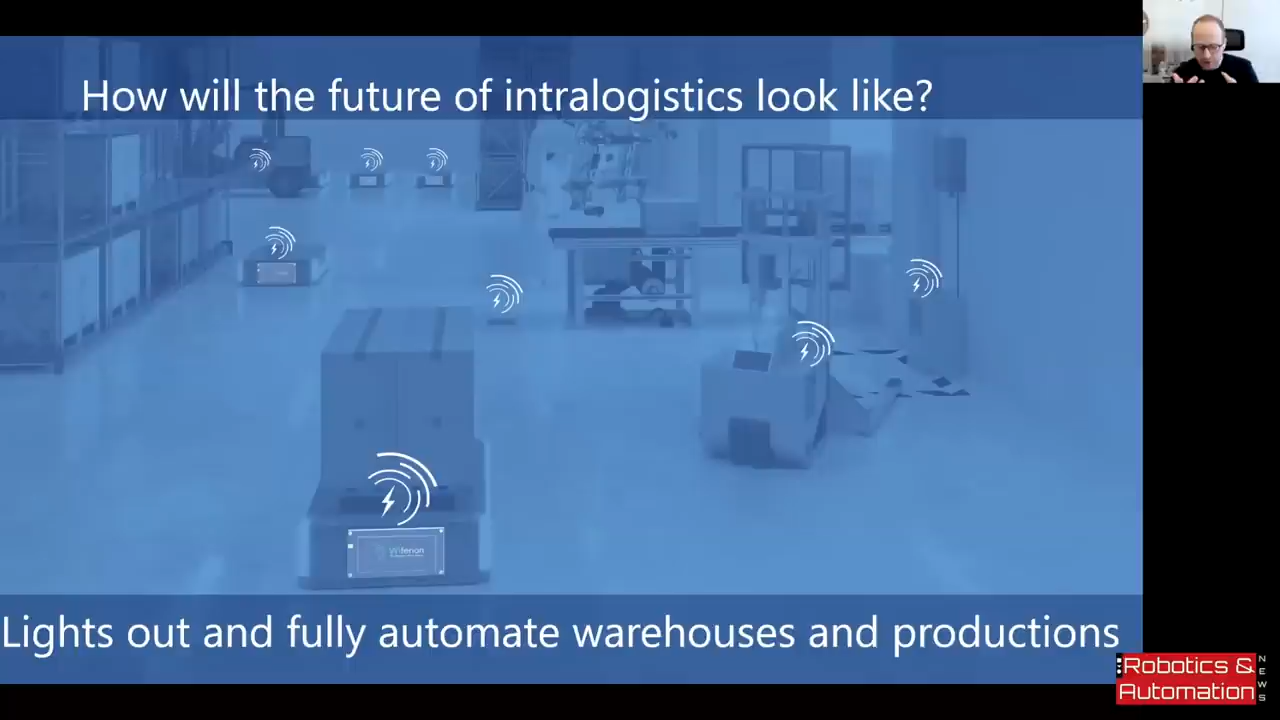 How will the future of intralogistics look like?
Wiferion
Lights out and fully automate warehouses and productions
Robotics &
Automation
NEWS